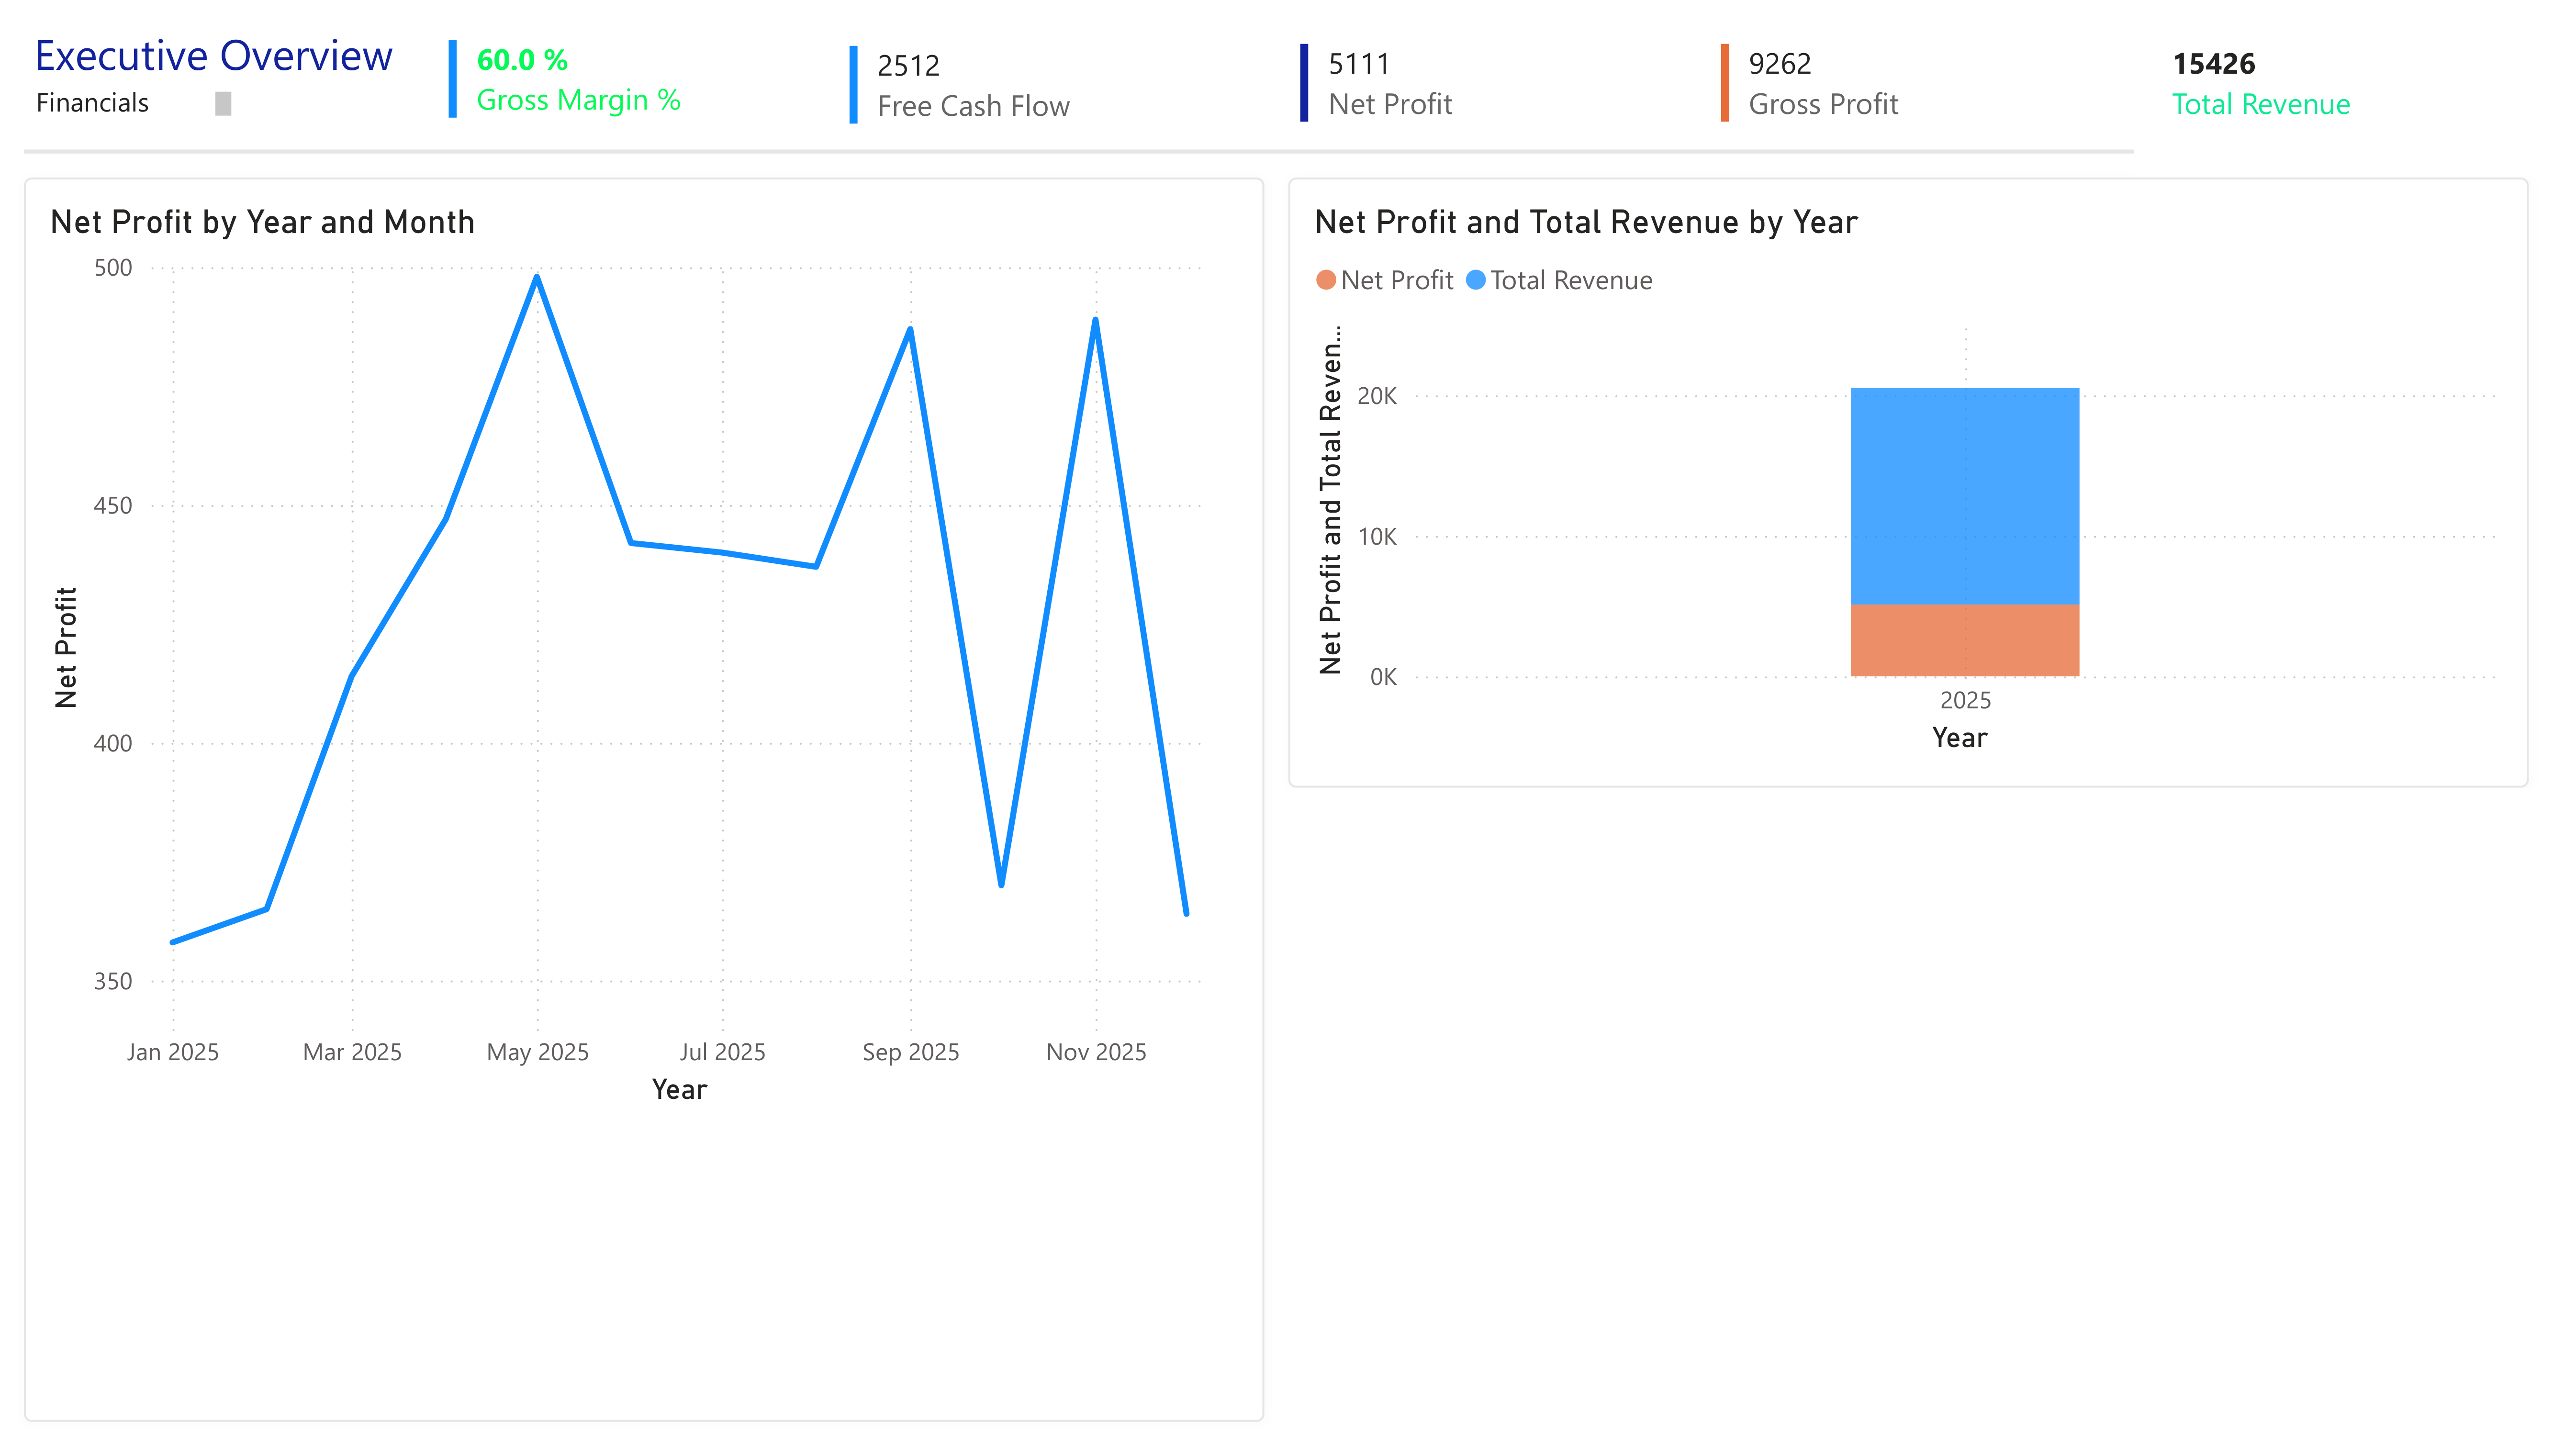 Executive Overview
Financials
60.0 %
Gross Margin %
2512
Free Cash Flow
5111
Net Profit
9262
Gross Profit
15426
Total Revenue
Net Profit by Year and Month
Net Profit
500
450
400
350
Jan 2025 Mar 2025 May 2025 Jul 2025 Sep 2025 Nov 2025
Year
Net Profit and Total Revenue by Year
Net Profit Total Revenue
Net Profit and Total Reven...
20K
10K
0K
2025
Year